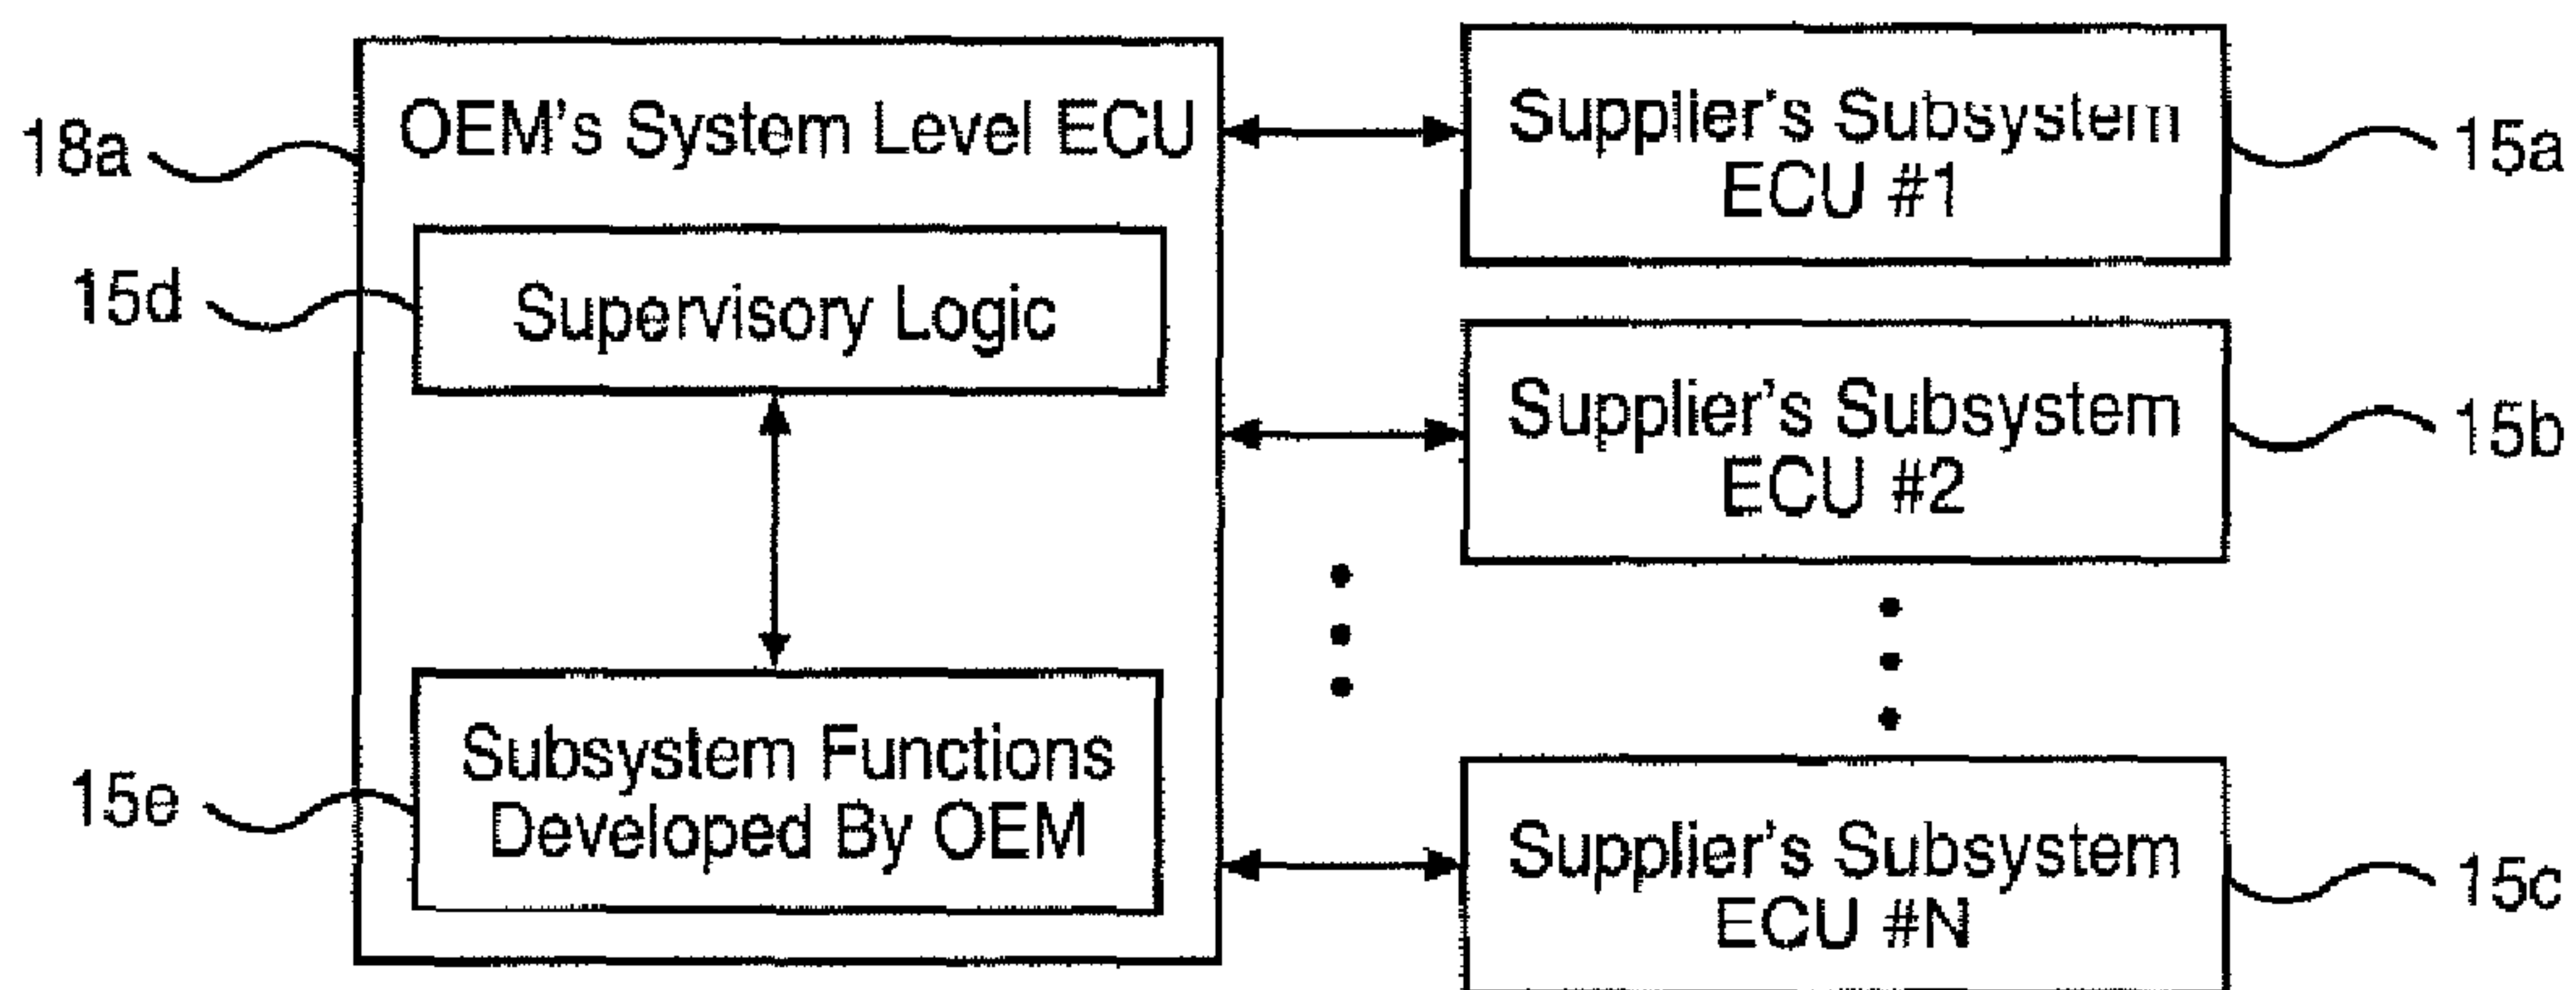 18a
OEM's System Level ECU
15d
Supervisory Logic
15e
Subsystem Functions
Developed By OEM
Supplier's Subsystem
ECU #1
15a
Supplier's Subsystem
ECU #2
15b
Supplier's Subsystem
ECU #N
15c